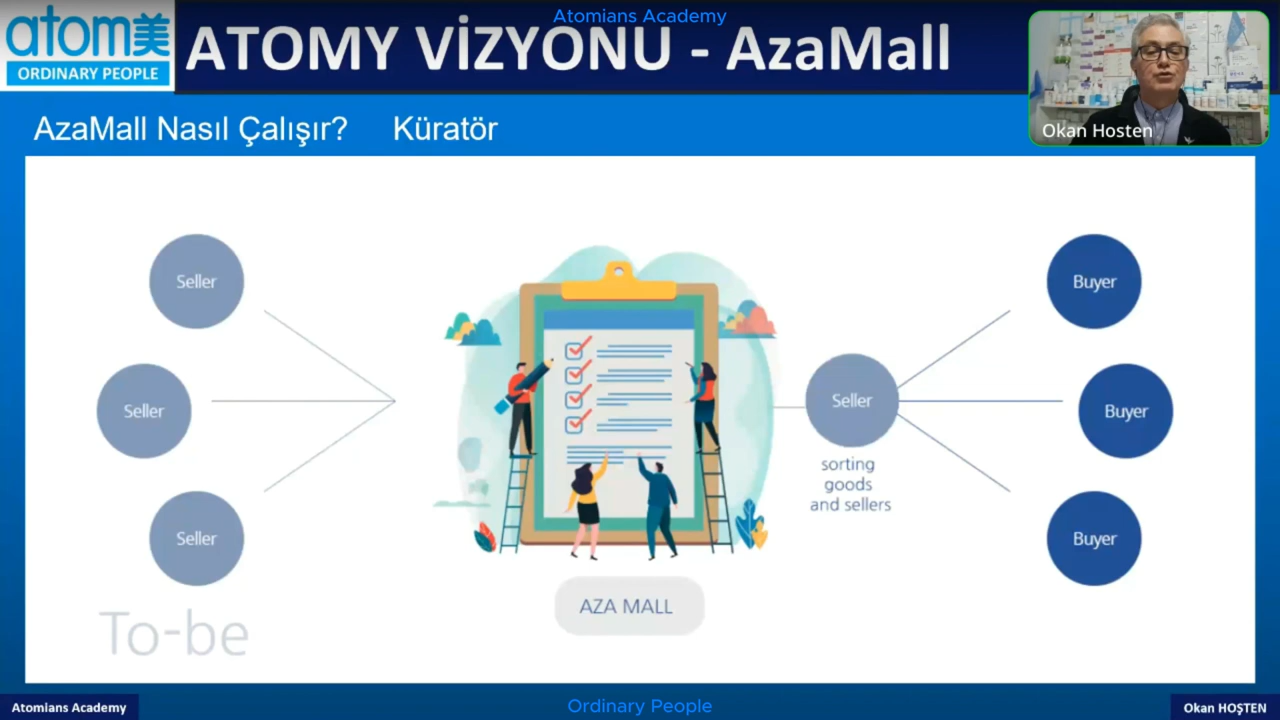 Atomians Academy
atom美
ORDINARY PEOPLE
ATOMY VİZYONU - AzaMall
Okan Hosten
AzaMall Nasıl Çalışır? Küratör
Seller
Seller
Seller
To-be
AZA MALL
Seller
sorting
goods
and sellers
Buyer
Buyer
Buyer
Atomians Academy
Ordinary People
Okan HOŞTEN